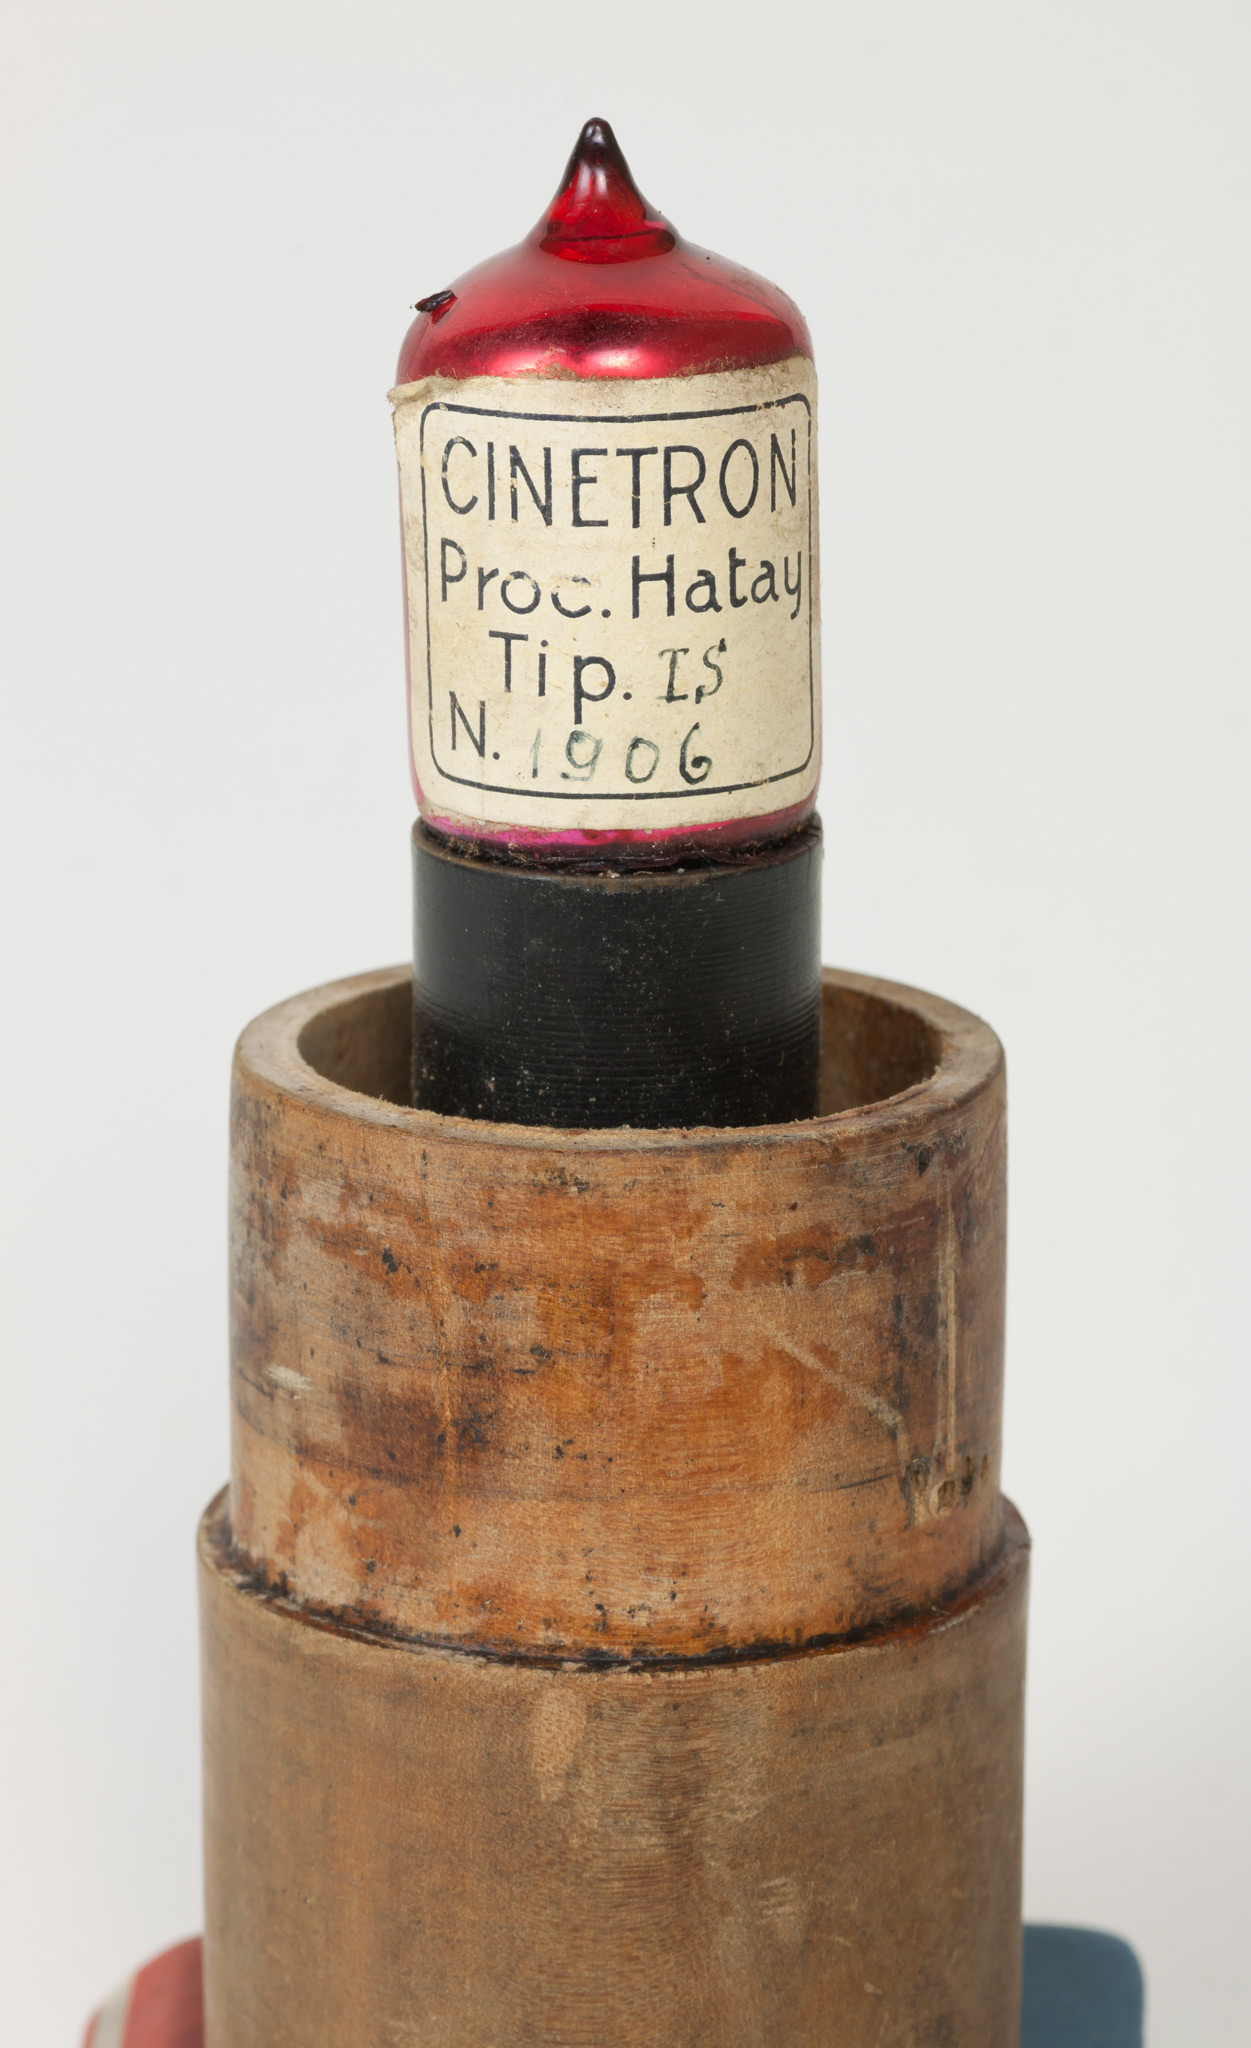 CINETRON
Proc. Hatay
Tip. IS
N. 1906